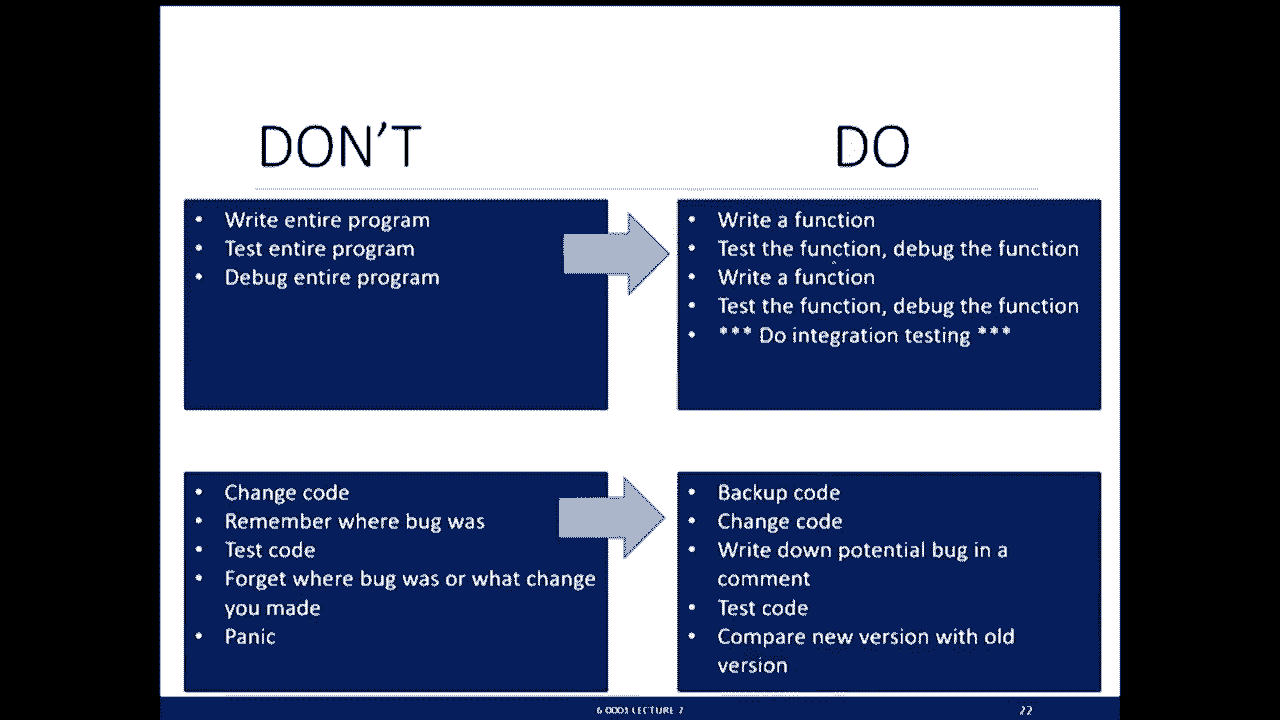 DON'T
DO
• Write entire program
• Test entire program
• Debug entire program
• Write a function
• Test the function, debug the function
• Write a function
• Test the function, debug the function
• *** Do integration testing ***
• Change code
• Remember where bug was
• Test code
• Forget where bug was or what change
you made
• Panic
• Backup code
• Change code
• Write down potential bug in a
comment
• Test code
• Compare new version with old
version
6.0001 LECTURE 7
22